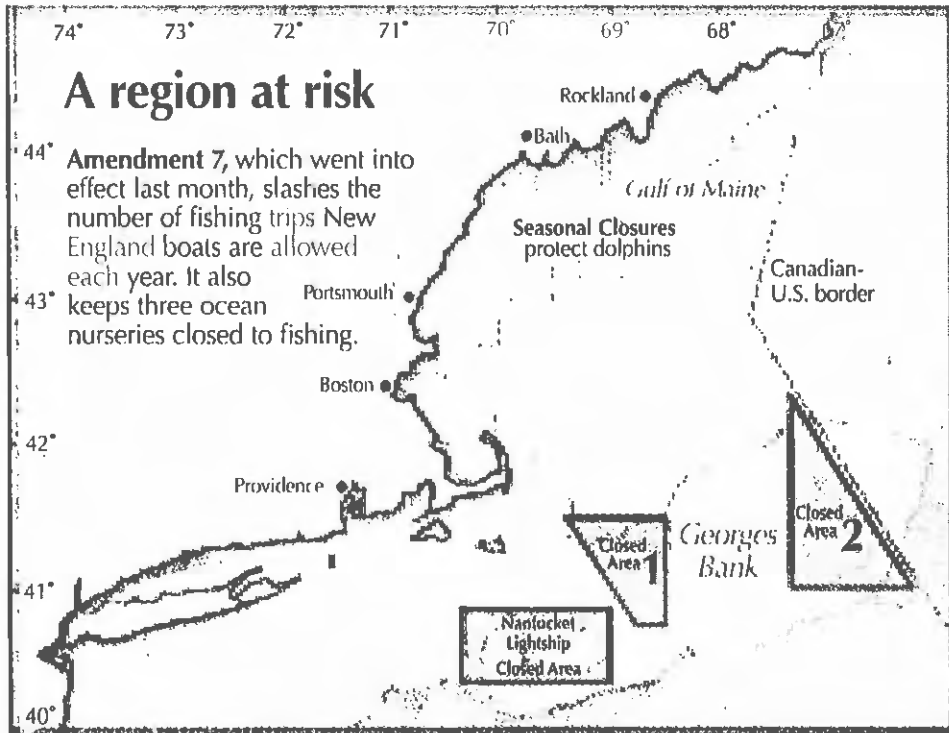 74° 73° 72° 71° 70° 69° 68° 67°
A region at risk
Amendment 7, which went into
effect last month, slashes the
number of fishing trips New
England boats are allowed
each year. It also
keeps three ocean
nurseries closed to fishing.
Rockland
Bath
44°
Gulf of Maine
Seasonal Closures
protect dolphins
Canadian-
U.S. border
43°
Portsmouth
Boston
42°
Providence
Closed
Area 1
Georges
Bank
Closed
Area 2
41°
Nantucket
Lightship
Closed Area
40°